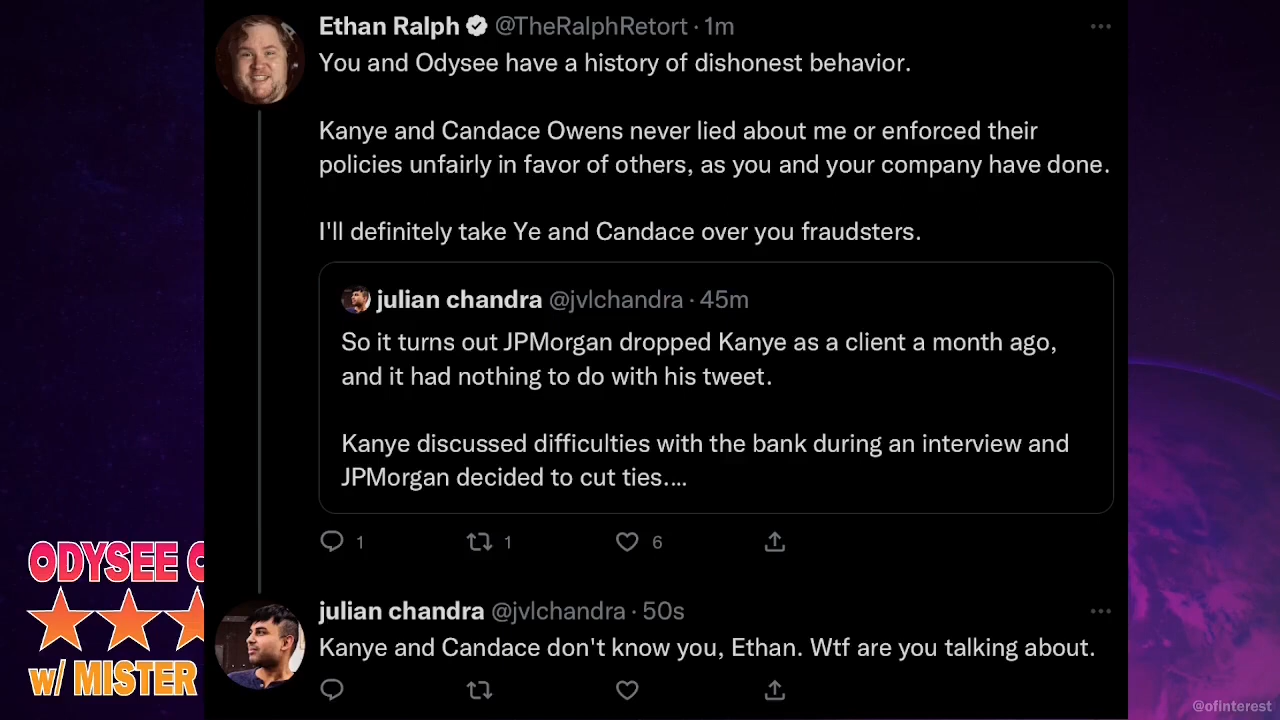 Ethan Ralph @TheRalphRetort · 1m
You and Odysee have a history of dishonest behavior.
Kanye and Candace Owens never lied about me or enforced their
policies unfairly in favor of others, as you and your company have done.
I'll definitely take Ye and Candace over you fraudsters.
julian chandra @jvlchandra · 45m
So it turns out JPMorgan dropped Kanye as a client a month ago,
and it had nothing to do with his tweet.
Kanye discussed difficulties with the bank during an interview and
JPMorgan decided to cut ties....
1 1 6
julian chandra @jvlchandra · 50s
Kanye and Candace don't know you, Ethan. Wtf are you talking about.
ODYSEE
w/ MISTER
@ofinterest